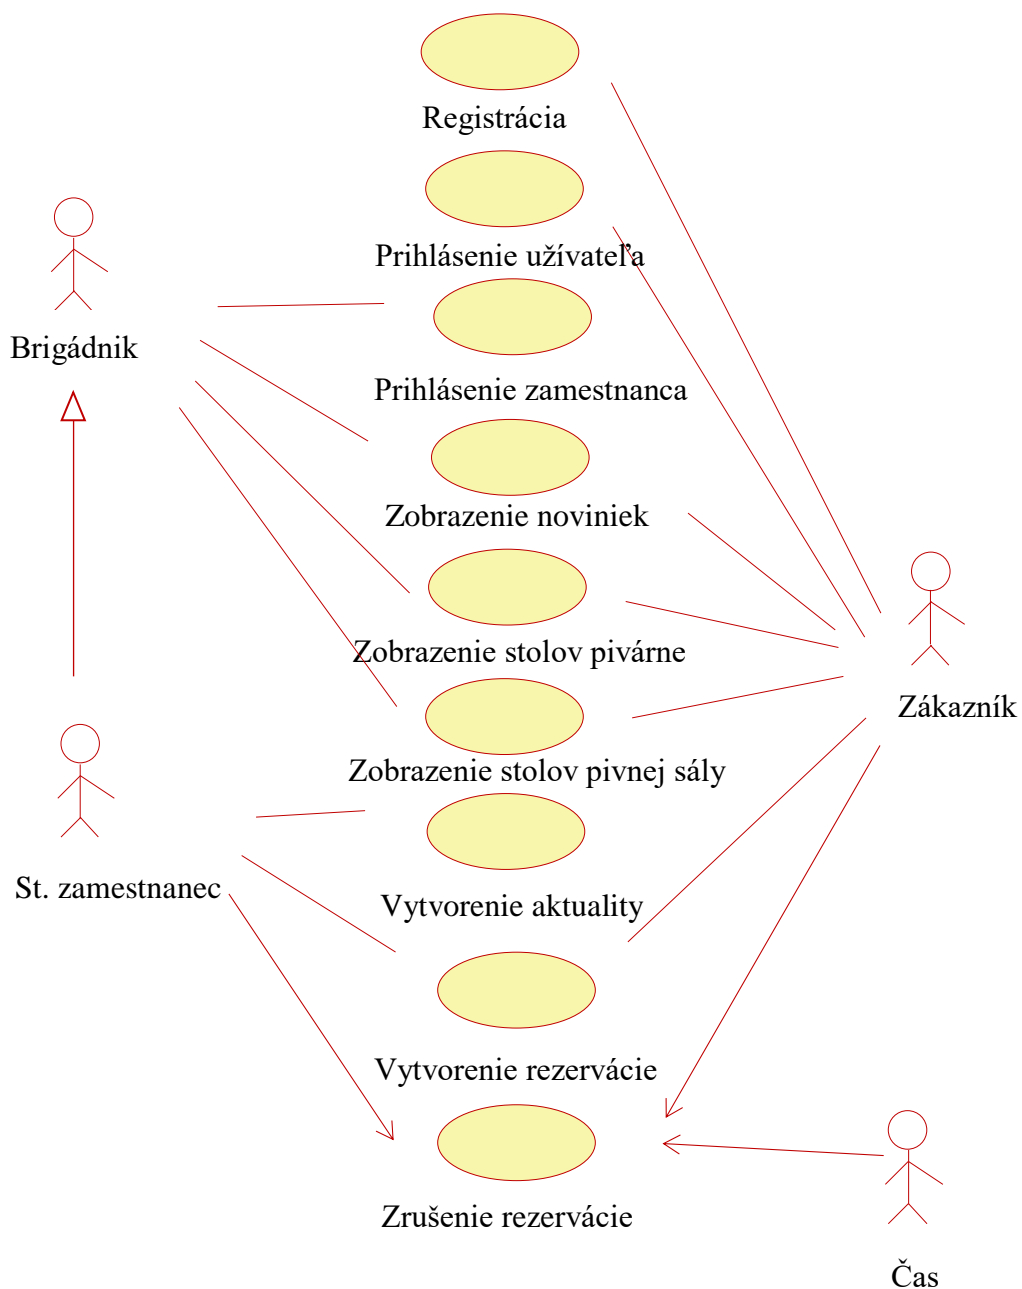 Registrácia
Prihlásenie užívateľa
Brigádnik
Prihlásenie zamestnanca
Zobrazenie noviniek
Zobrazenie stolov pivárne
Zákazník
Zobrazenie stolov pivnej sály
St. zamestnanec
Vytvorenie aktuality
Vytvorenie rezervácie
Zrušenie rezervácie
Čas